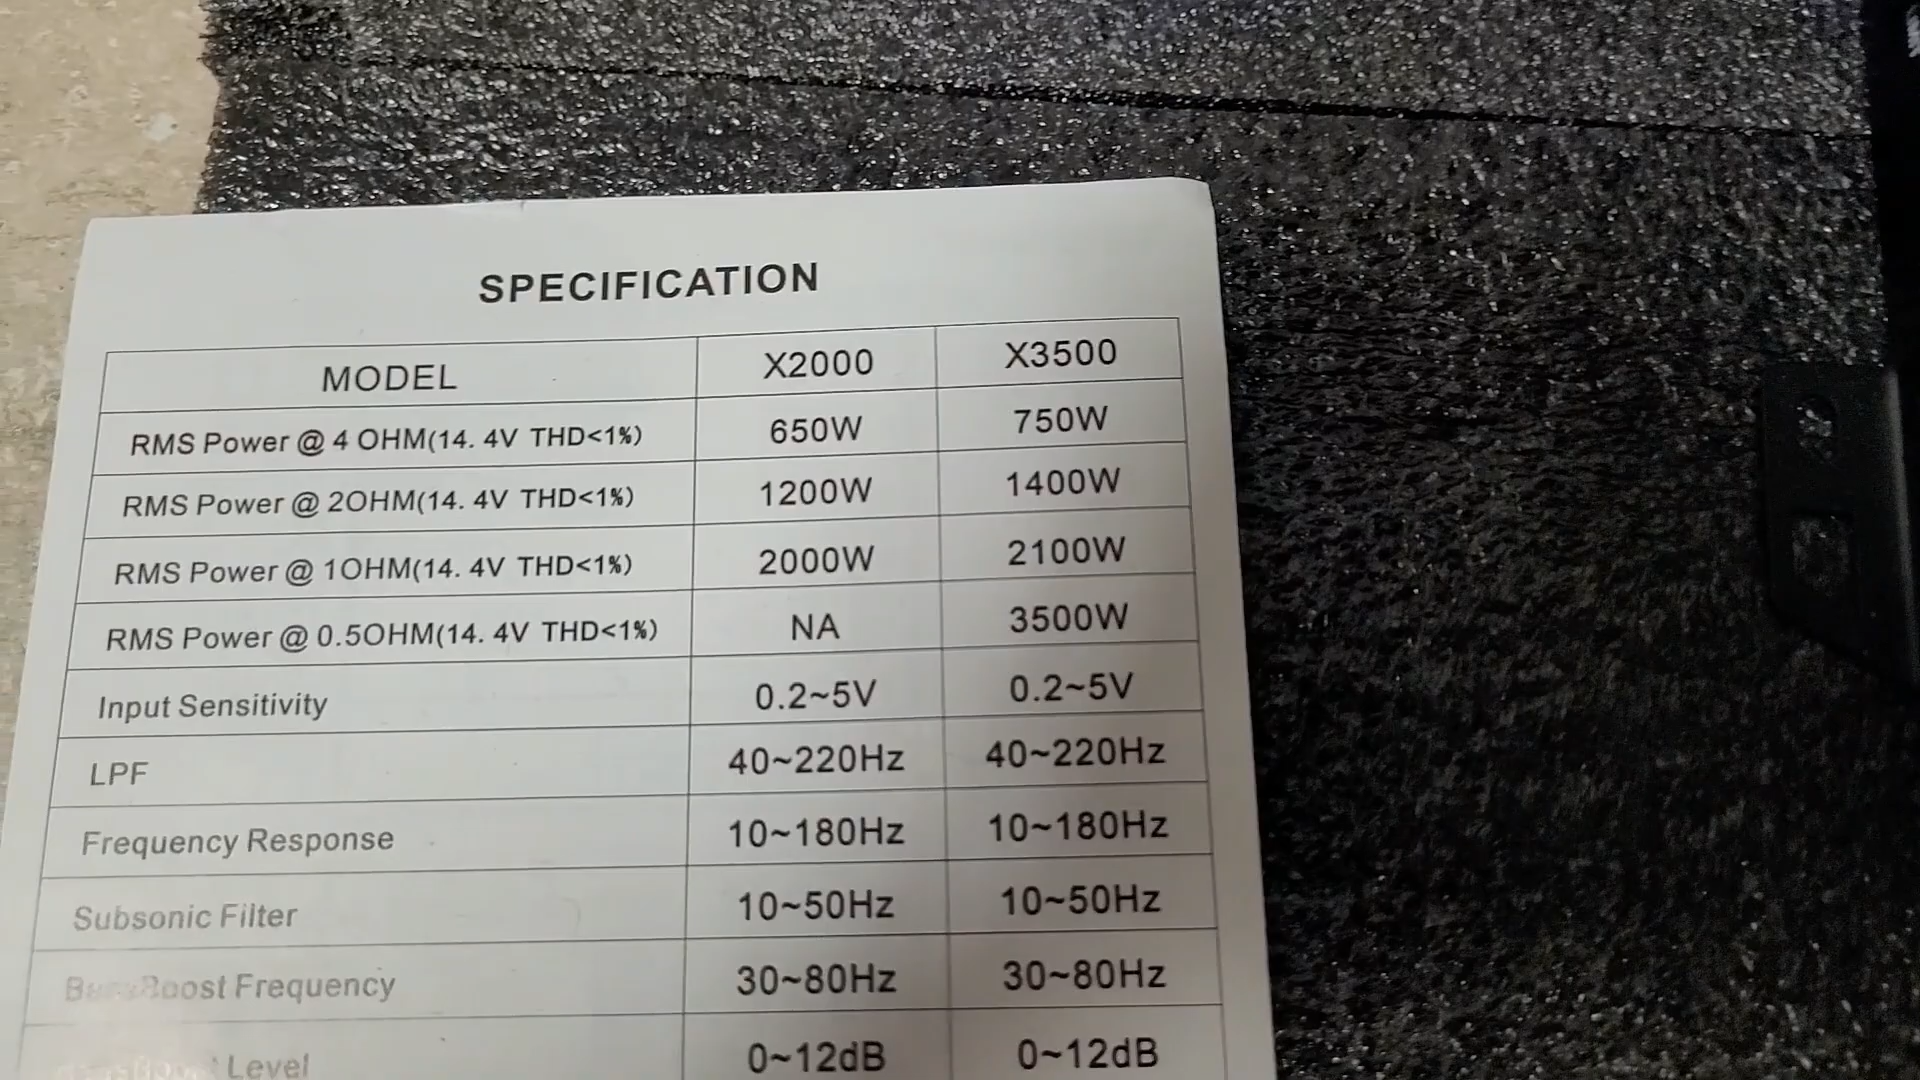 SPECIFICATION
MODEL X2000 X3500
RMS Power @ 4 OHM(14. 4V THD<1%) 650W 750W
RMS Power @ 2OHM(14. 4V THD<1%) 1200W 1400W
RMS Power @ 1OHM(14. 4V THD<1%) 2000W 2100W
RMS Power @ 0.5OHM(14. 4V THD<1%) NA 3500W
Input Sensitivity 0.2~5V 0.2~5V
LPF 40~220Hz 40~220Hz
Frequency Response 10~180Hz 10~180Hz
Subsonic Filter 10~50Hz 10~50Hz
Boost Frequency 30~80Hz 30~80Hz
Level 0~12dB 0~12dB